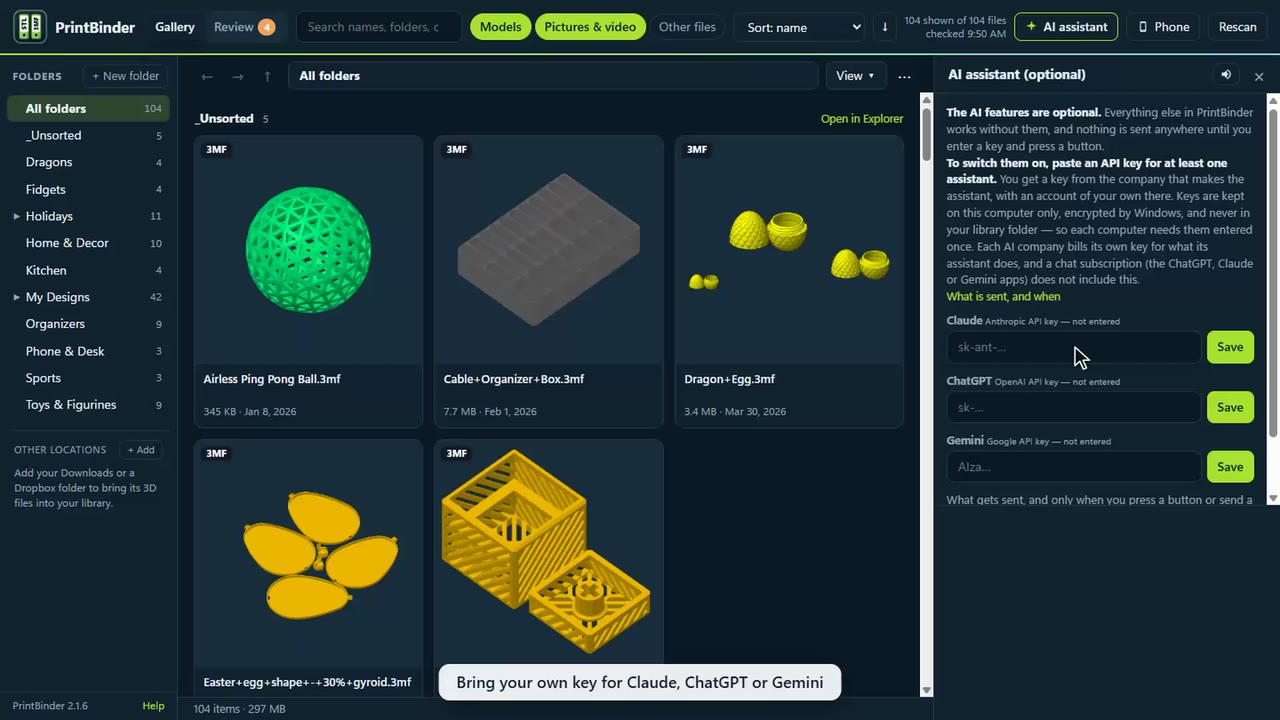 PrintBinder
Gallery
Review 4
Search names, folders, c
Models
Pictures & video
Other files
Sort: name
↓
104 shown of 104 files
checked 9:50 AM
AI assistant
Phone
Rescan
FOLDERS
+ New folder
All folders 104
_Unsorted 5
Dragons 4
Fidgets 4
Holidays 11
Home & Decor 10
Kitchen 4
My Designs 42
Organizers 9
Phone & Desk 3
Sports 3
Toys & Figurines 9
OTHER LOCATIONS
+ Add
Add your Downloads or a
Dropbox folder to bring its 3D
files into your library.
PrintBinder 2.1.6
Help
← → ↑
All folders
View ▾
...
_Unsorted 5
Open in Explorer
3MF
Airless Ping Pong Ball.3mf
345 KB · Jan 8, 2026
3MF
Cable+Organizer+Box.3mf
7.7 MB · Feb 1, 2026
3MF
Dragon+Egg.3mf
3.4 MB · Mar 30, 2026
3MF
Easter+egg+shape+-+30%+gyroid.3mf
3MF
104 items · 297 MB
AI assistant (optional)
The AI features are optional. Everything else in PrintBinder
works without them, and nothing is sent anywhere until you
enter a key and press a button.
To switch them on, paste an API key for at least one
assistant. You get a key from the company that makes the
assistant, with an account of your own there. Keys are kept
on this computer only, encrypted by Windows, and never in
your library folder — so each computer needs them entered
once. Each AI company bills its own key for what its
assistant does, and a chat subscription (the ChatGPT, Claude
or Gemini apps) does not include this.
What is sent, and when
Claude Anthropic API key — not entered
sk-ant-...
Save
ChatGPT OpenAI API key — not entered
sk-...
Save
Gemini Google API key — not entered
AIza...
Save
What gets sent, and only when you press a button or send a
Bring your own key for Claude, ChatGPT or Gemini